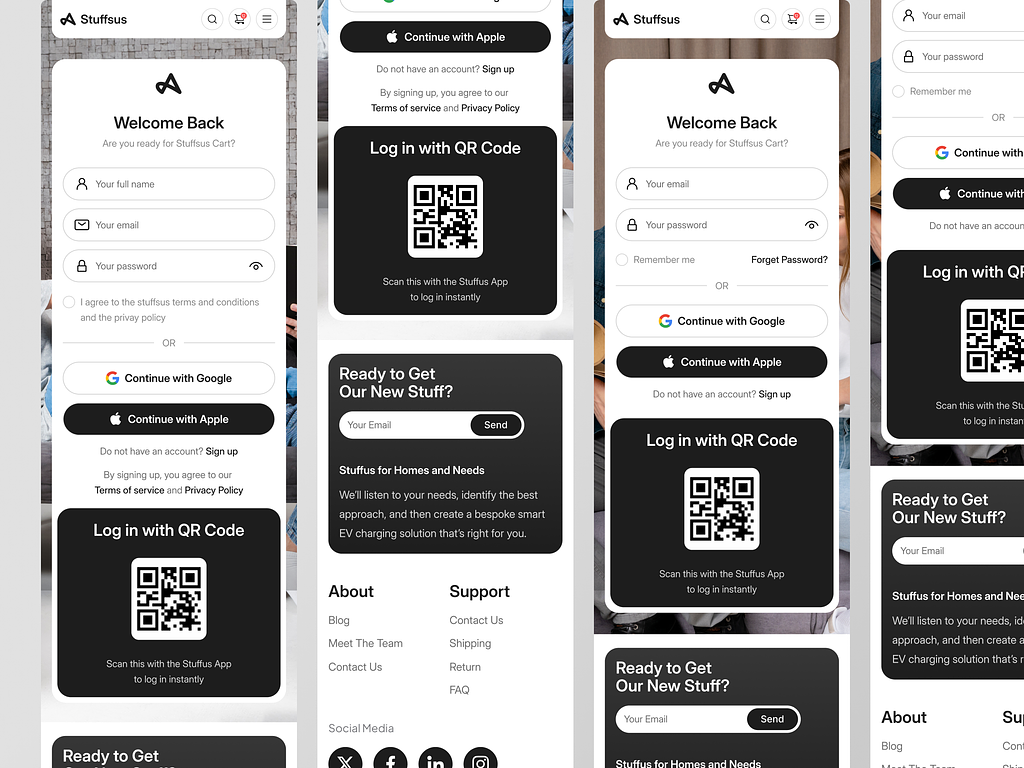 Stuffsus
Welcome Back
Are you ready for Stuffsus Cart?
Your full name
Your email
Your password
I agree to the stuffsus terms and conditions
and the privay policy
OR
Continue with Google
Continue with Apple
Do not have an account? Sign up
By signing up, you agree to our
Terms of service and Privacy Policy
Log in with QR Code
Scan this with the Stuffus App
to log in instantly
Ready to Get
Continue with Apple
Do not have an account? Sign up
By signing up, you agree to our
Terms of service and Privacy Policy
Log in with QR Code
Scan this with the Stuffus App
to log in instantly
Ready to Get
Our New Stuff?
Your Email
Send
Stuffus for Homes and Needs
We'll listen to your needs, identify the best
approach, and then create a bespoke smart
EV charging solution that's right for you.
About
Support
Blog
Contact Us
Meet The Team
Shipping
Contact Us
Return
FAQ
Social Media
Stuffsus
Welcome Back
Are you ready for Stuffsus Cart?
Your email
Your password
Remember me
Forget Password?
OR
Continue with Google
Continue with Apple
Do not have an account? Sign up
Log in with QR Code
Scan this with the Stuffus App
to log in instantly
Ready to Get
Our New Stuff?
Your Email
Send
Stuffus for Homes and Needs
Your email
Your password
Remember me
OR
Continue with
Continue with
Do not have an accoun
Log in with Q
Scan this with the Stu
to log in instan
Ready to Get
Our New Stuff?
Your Email
Stuffus for Homes and Nee
We'll listen to your needs, id
approach, and then create a
EV charging solution that's r
About
Su
Blog
Cont